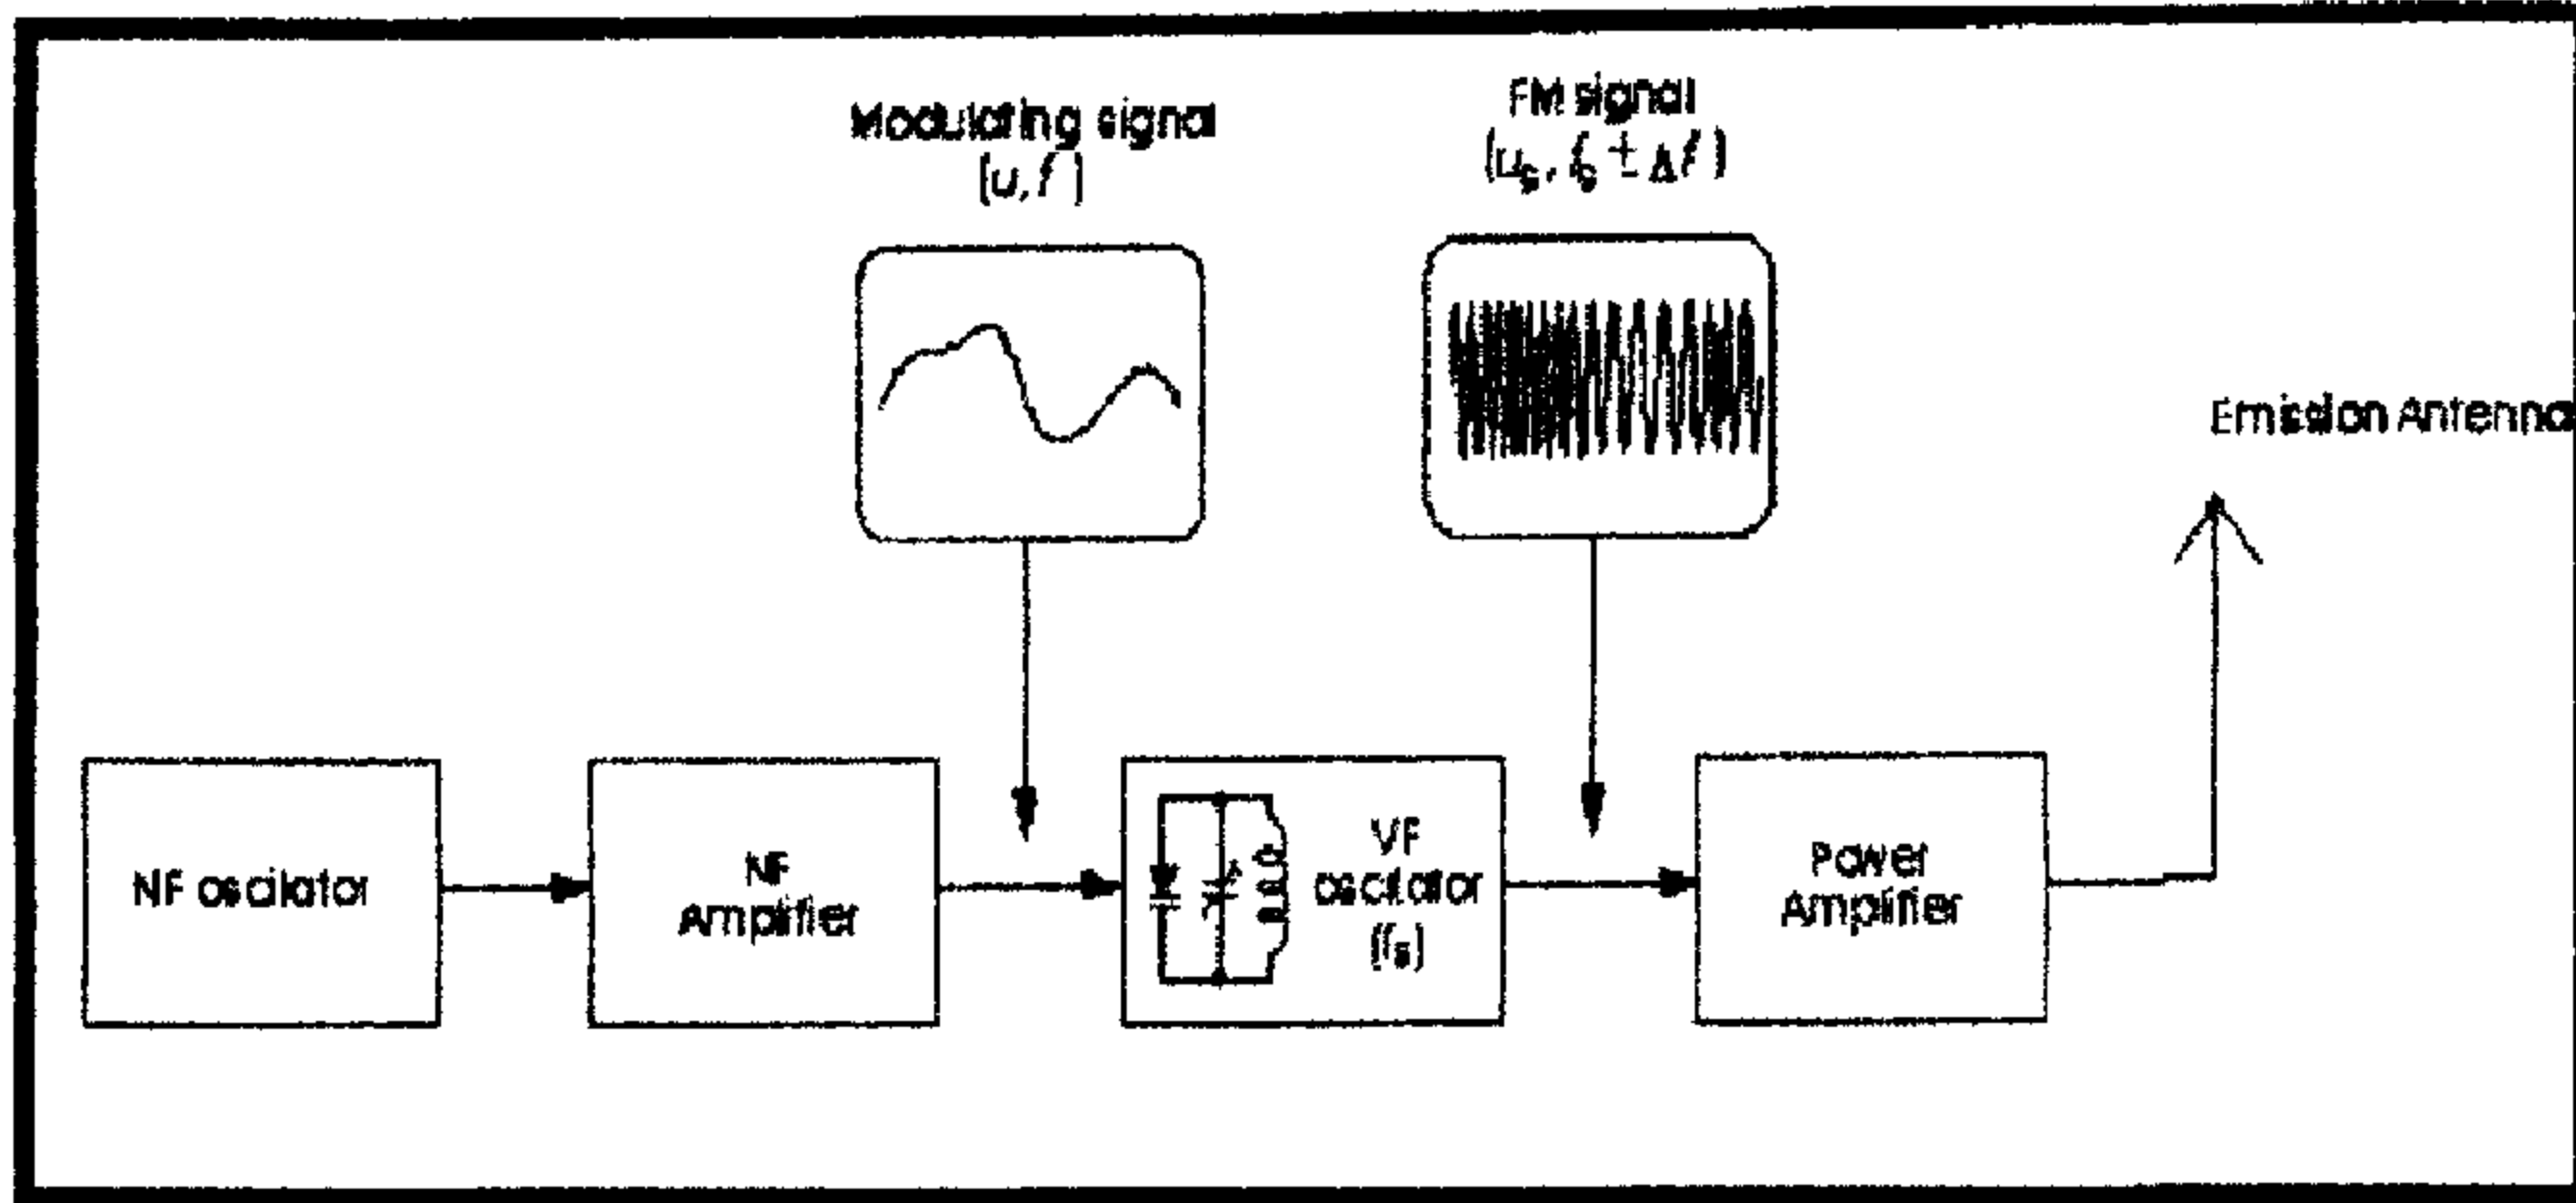 Modulating signal
(u, f)
FM signal
(us, fs ± Δf)
Emission Antenna
NF oscilator
NF
Amplifier
VF
oscilator
(fs)
Power
Amplifier